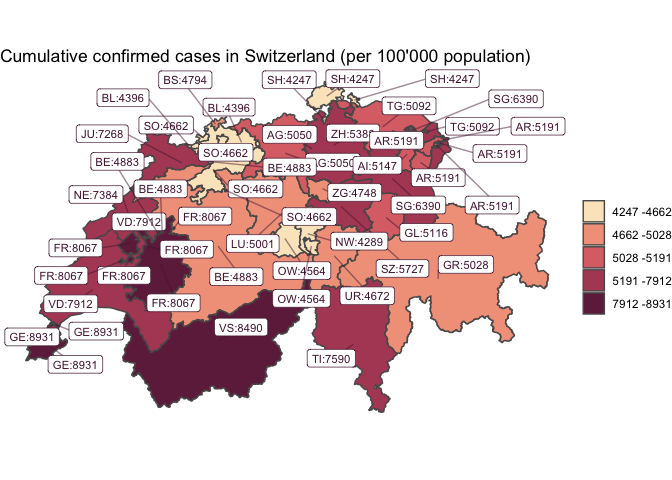 Cumulative confirmed cases in Switzerland (per 100'000 population)
BS:4794
SH:4247
SH:4247
SH:4247
BL:4396
BL:4396
TG:5092
SG:6390
JU:7268
SO:4662
AG:5050
ZH:538
TG:5092
AR:5191
AR:5191
SO:4662
AR:5191
BE:4883
BE:4883
G:5050
AI:5147
AR:5191
NE:7384
BE:4883
SO:4662
ZG:4748
SG:6390
AR:5191
VD:7912
FR:8067
SO:4662
GL:5116
FR:8067
FR:8067
LU:5001
NW:4289
FR:8067
FR:8067
BE:4883
OW:4564
SZ:5727
GR:5028
VD:7912
FR:8067
OW:4564
UR:4672
GE:8931
GE:8931
VS:8490
GE:8931
TI:7590
4247 -4662
4662 -5028
5028 -5191
5191 -7912
7912 -8931